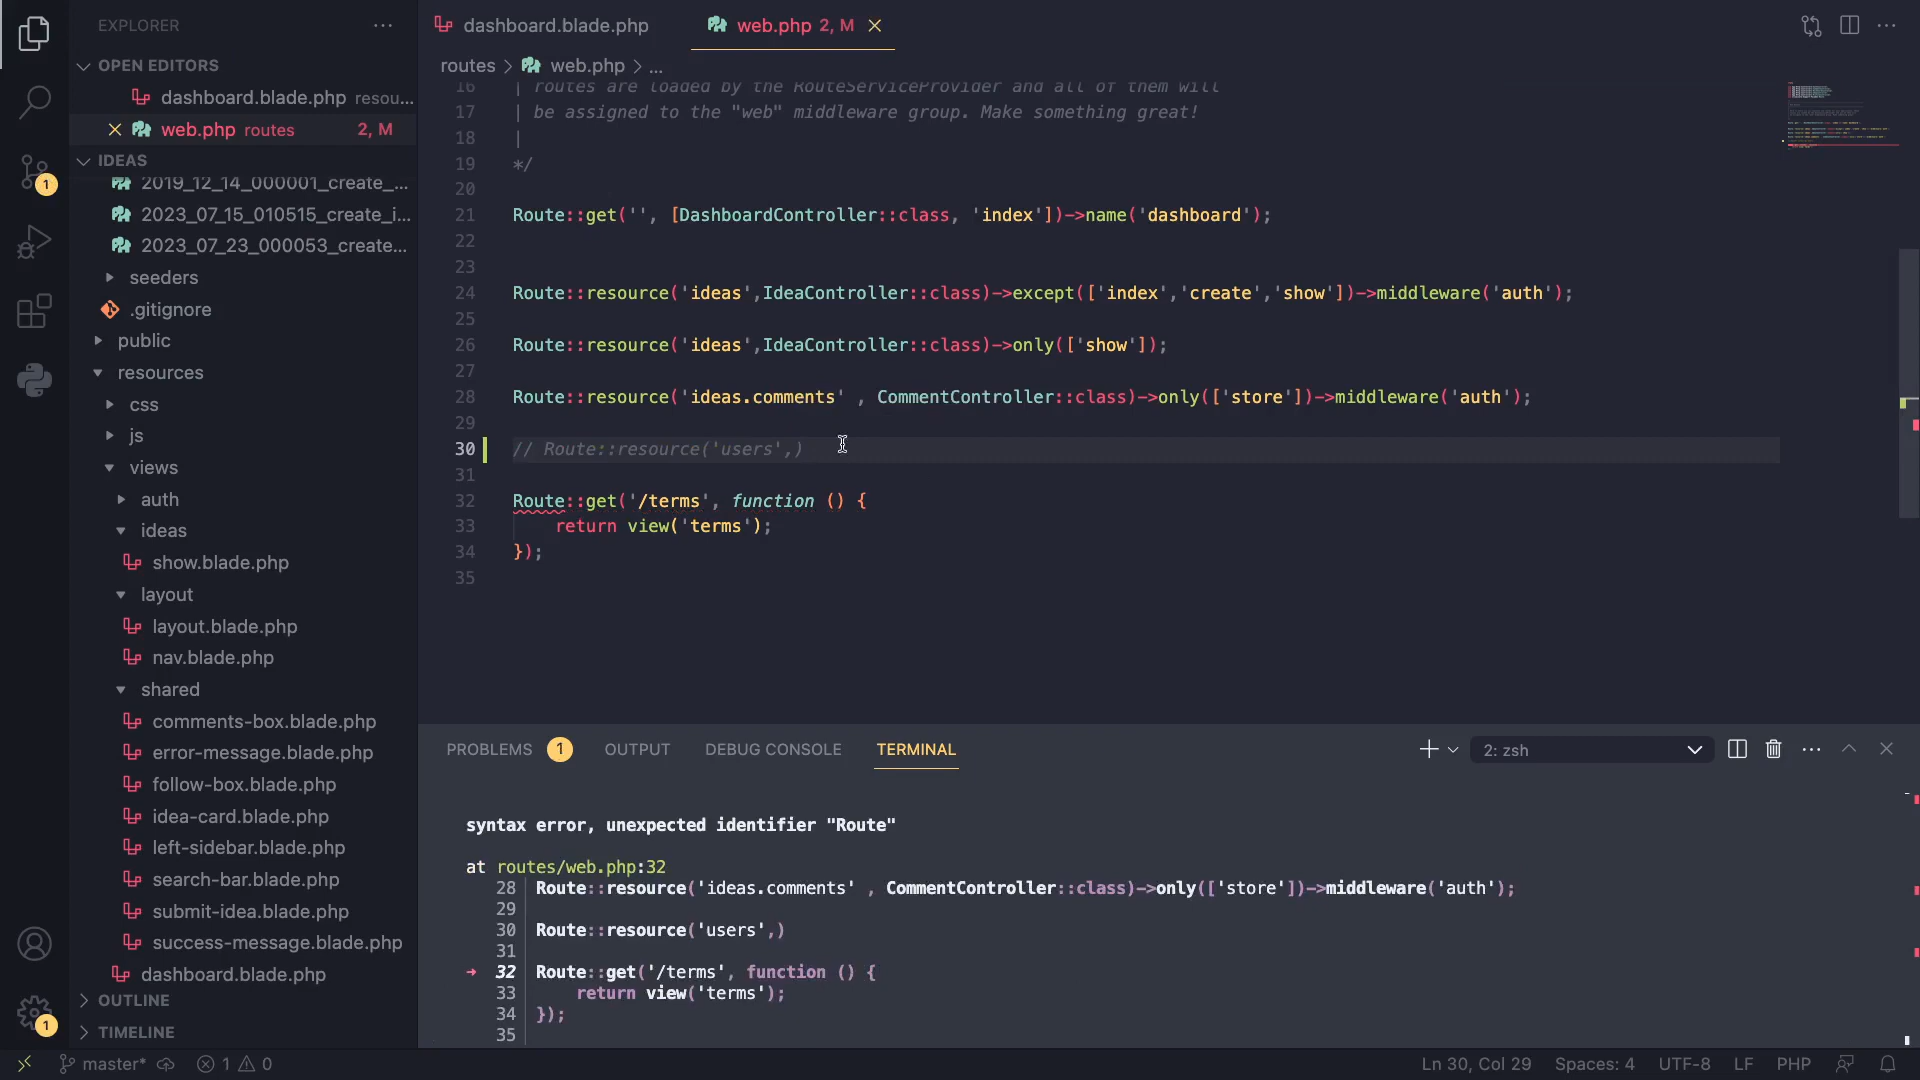 EXPLORER
OPEN EDITORS
dashboard.blade.php resou...
web.php routes 2, M
IDEAS
2019_12_14_000001_create_...
2023_07_15_010515_create_i...
2023_07_23_000053_create...
seeders
.gitignore
public
resources
css
js
views
auth
ideas
show.blade.php
layout
layout.blade.php
nav.blade.php
shared
comments-box.blade.php
error-message.blade.php
follow-box.blade.php
idea-card.blade.php
left-sidebar.blade.php
search-bar.blade.php
submit-idea.blade.php
success-message.blade.php
dashboard.blade.php
OUTLINE
TIMELINE
1
1
dashboard.blade.php
web.php 2, M
routes > web.php > ...
16 | routes are loaded by the RouteServiceProvider and all of them will
17 | be assigned to the "web" middleware group. Make something great!
18 |
19 */
20
21 Route::get('', [DashboardController::class, 'index'])->name('dashboard');
22
23
24 Route::resource('ideas',IdeaController::class)->except(['index','create','show'])->middleware('auth');
25
26 Route::resource('ideas',IdeaController::class)->only(['show']);
27
28 Route::resource('ideas.comments' , CommentController::class)->only(['store'])->middleware('auth');
29
30 // Route::resource('users',)
31
32 Route::get('/terms', function () {
33 return view('terms');
34 });
35
PROBLEMS 1 OUTPUT DEBUG CONSOLE TERMINAL 2: zsh
syntax error, unexpected identifier "Route"
at routes/web.php:32
28 Route::resource('ideas.comments' , CommentController::class)->only(['store'])->middleware('auth');
29
30 Route::resource('users',)
31
➜ 32 Route::get('/terms', function () {
33 return view('terms');
34 });
35
master* 1 0 Ln 30, Col 29 Spaces: 4 UTF-8 LF PHP